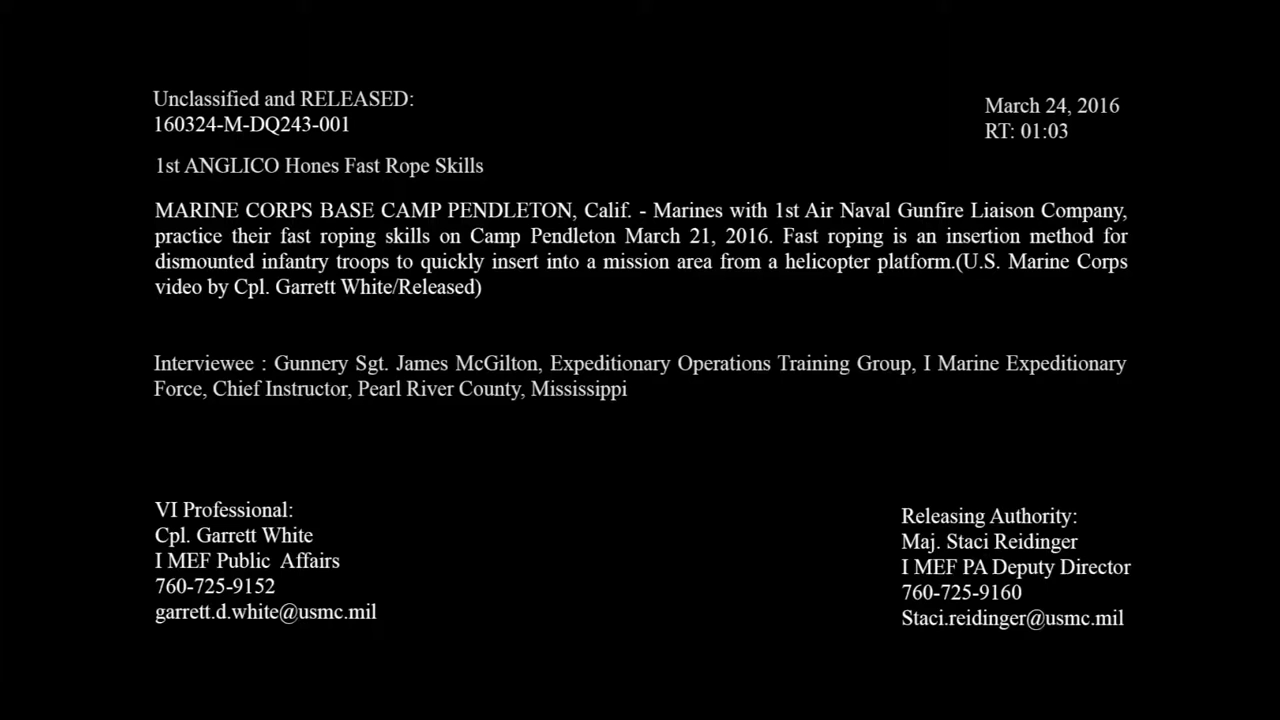 Unclassified and RELEASED:
160324-M-DQ243-001
March 24, 2016
RT: 01:03
1st ANGLICO Hones Fast Rope Skills
MARINE CORPS BASE CAMP PENDLETON, Calif. - Marines with 1st Air Naval Gunfire Liaison Company,
practice their fast roping skills on Camp Pendleton March 21, 2016. Fast roping is an insertion method for
dismounted infantry troops to quickly insert into a mission area from a helicopter platform.(U.S. Marine Corps
video by Cpl. Garrett White/Released)
Interviewee : Gunnery Sgt. James McGilton, Expeditionary Operations Training Group, I Marine Expeditionary
Force, Chief Instructor, Pearl River County, Mississippi
VI Professional:
Cpl. Garrett White
I MEF Public  Affairs
760-725-9152
garrett.d.white@usmc.mil
Releasing Authority:
Maj. Staci Reidinger
I MEF PA Deputy Director
760-725-9160
Staci.reidinger@usmc.mil